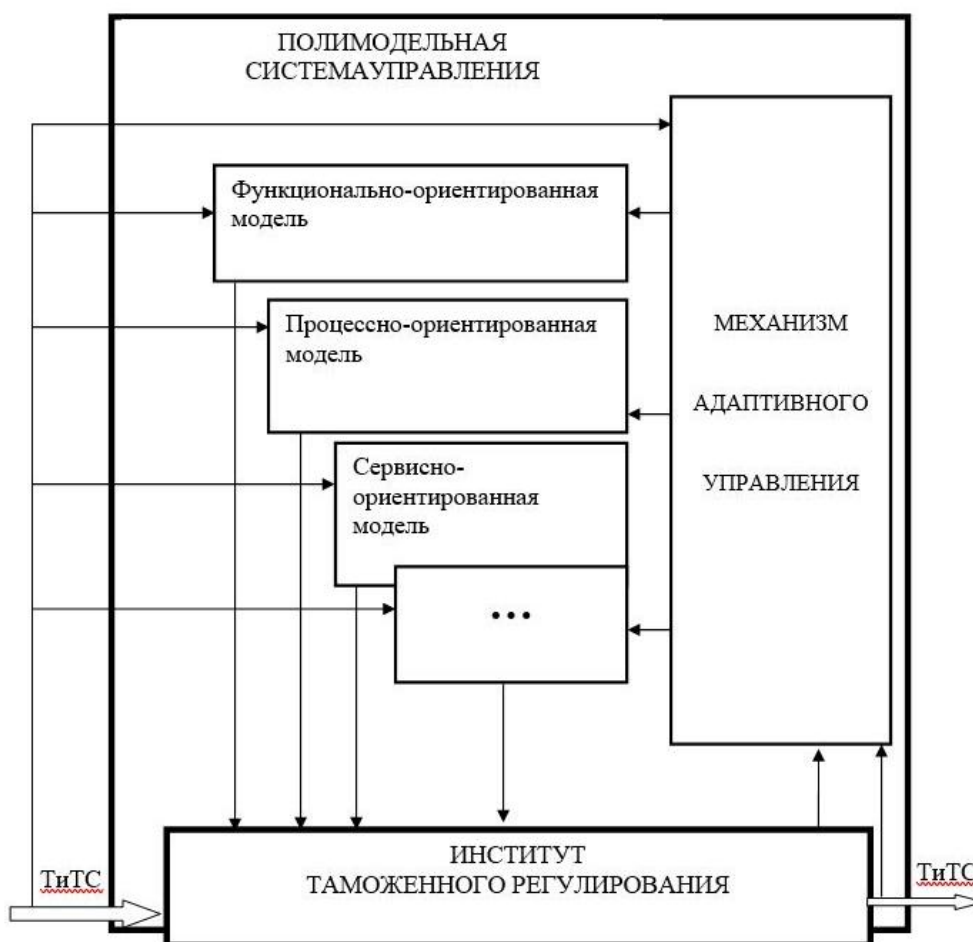 ПОЛИМОДЕЛЬНАЯ
СИСТЕМАУПРАВЛЕНИЯ
Функционально-ориентированная
модель
Процессно-ориентированная
модель
Сервисно-
ориентированная
модель
...
МЕХАНИЗМ
АДАПТИВНОГО
УПРАВЛЕНИЯ
ИНСТИТУТ
ТАМОЖЕННОГО РЕГУЛИРОВАНИЯ
ТиТС
ТиТС